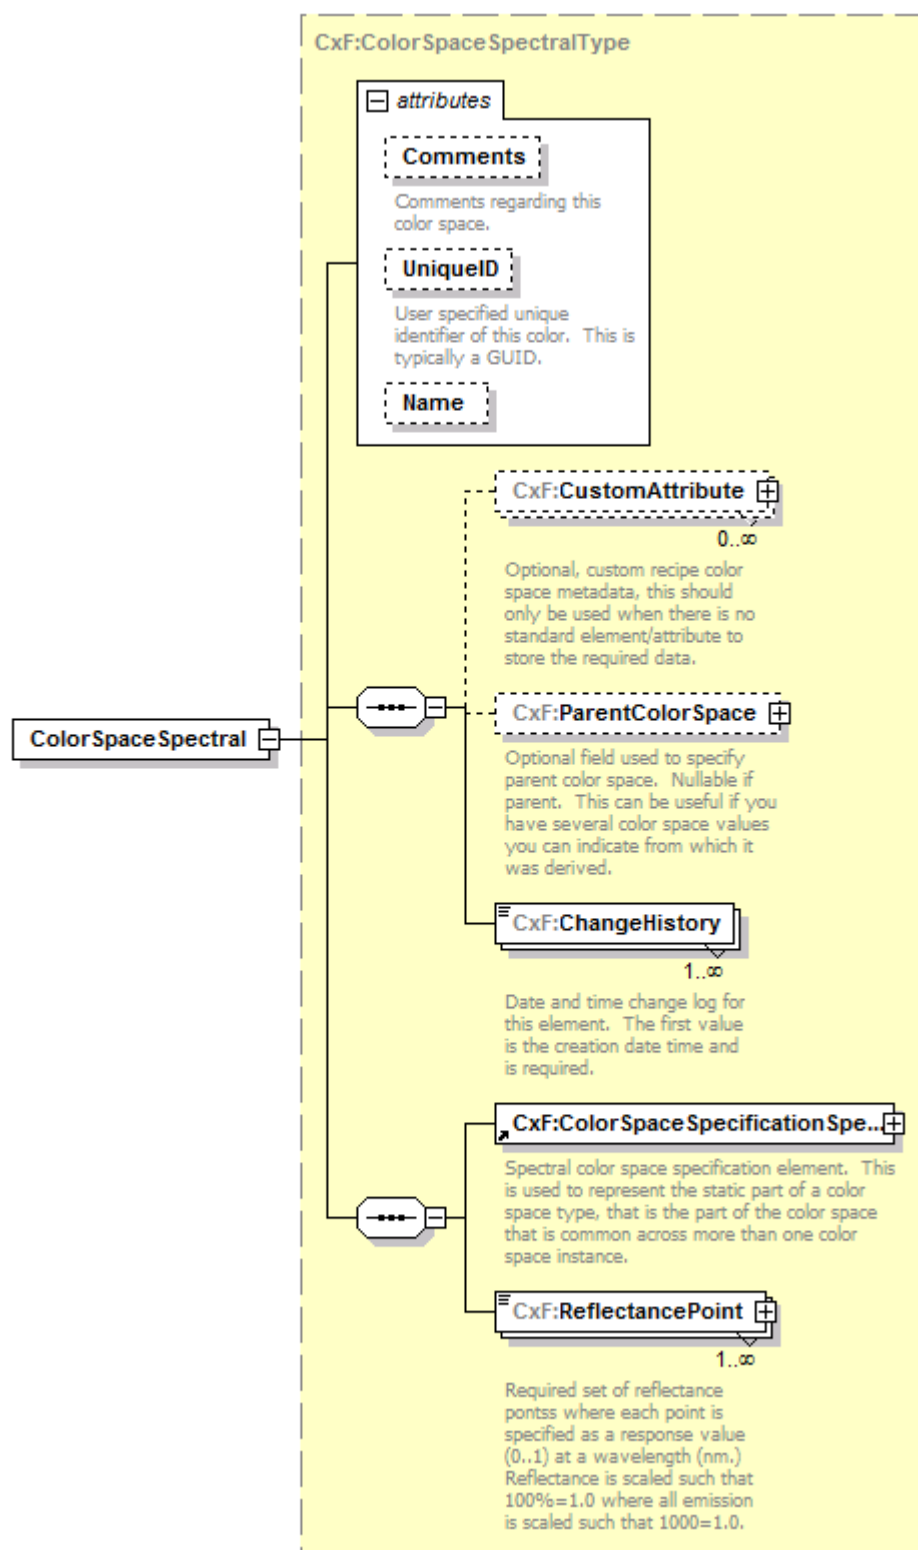 CxF:ColorSpaceSpectralType
attributes
Comments
Comments regarding this
color space.
UniqueID
User specified unique
identifier of this color.  This is
typically a GUID.
Name
CxF:CustomAttribute
0..∞
Optional, custom recipe color
space metadata, this should
only be used when there is no
standard element/attribute to
store the required data.
CxF:ParentColorSpace
ColorSpaceSpectral
Optional field used to specify
parent color space.  Nullable if
parent.  This can be useful if you
have several color space values
you can indicate from which it
was derived.
CxF:ChangeHistory
1..∞
Date and time change log for
this element.  The first value
is the creation date time and
is required.
CxF:ColorSpaceSpecificationSpe...
Spectral color space specification element.  This
is used to represent the static part of a color
space type, that is the part of the color space
that is common across more than one color
space instance.
CxF:ReflectancePoint
1..∞
Required set of reflectance
pontss where each point is
specified as a response value
(0..1) at a wavelength (nm.)
Reflectance is scaled such that
100%=1.0 where all emission
is scaled such that 1000=1.0.